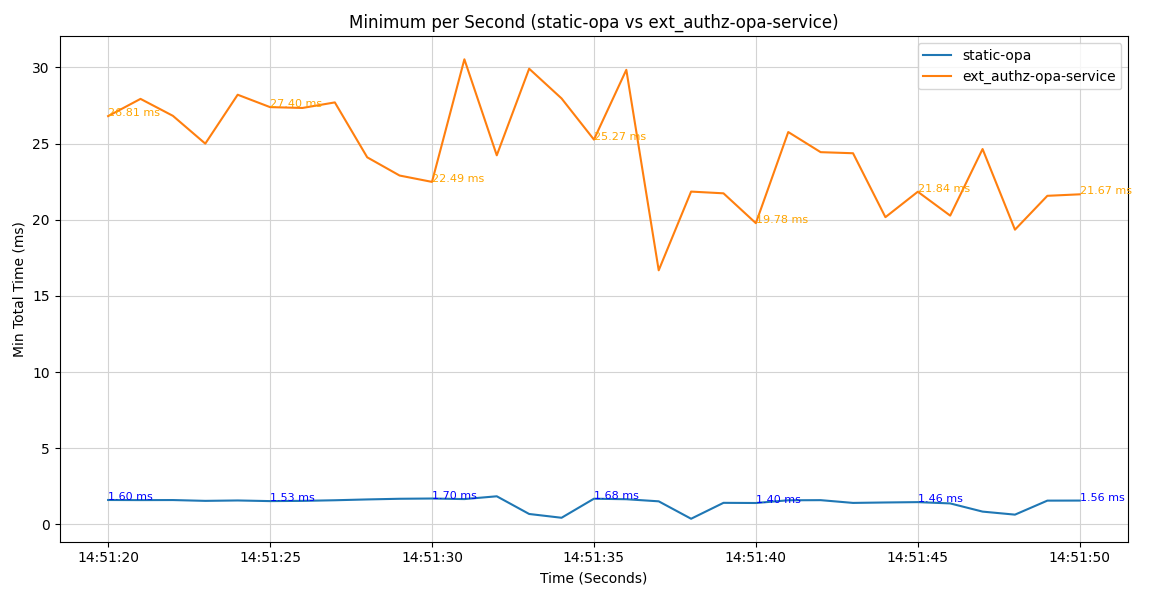 Minimum per Second (static-opa vs ext_authz-opa-service)
static-opa
ext_authz-opa-service
Min Total Time (ms)
30
25
20
15
10
5
0
26.81 ms
27.40 ms
22.49 ms
25.27 ms
19.78 ms
21.84 ms
21.67 ms
1.60 ms
1.53 ms
1.70 ms
1.68 ms
1.40 ms
1.46 ms
1.56 ms
14:51:20
14:51:25
14:51:30
14:51:35
14:51:40
14:51:45
14:51:50
Time (Seconds)